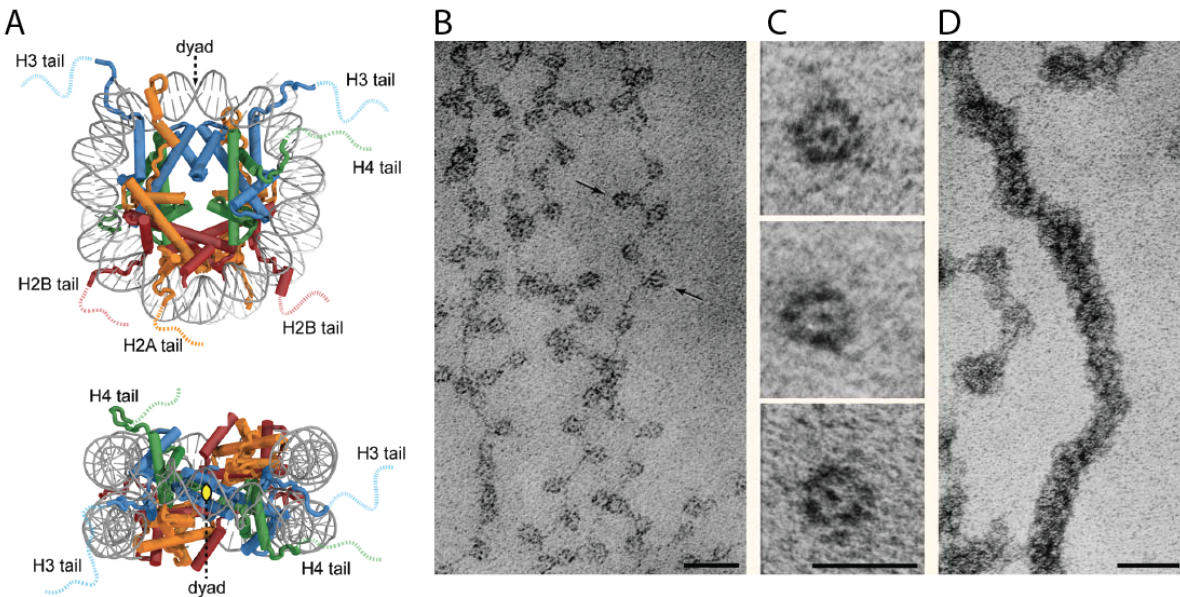 A
B
C
D
dyad
H3 tail
H3 tail
H4 tail
H2B tail
H2B tail
H2A tail
H4 tail
H3 tail
H3 tail
H4 tail
dyad